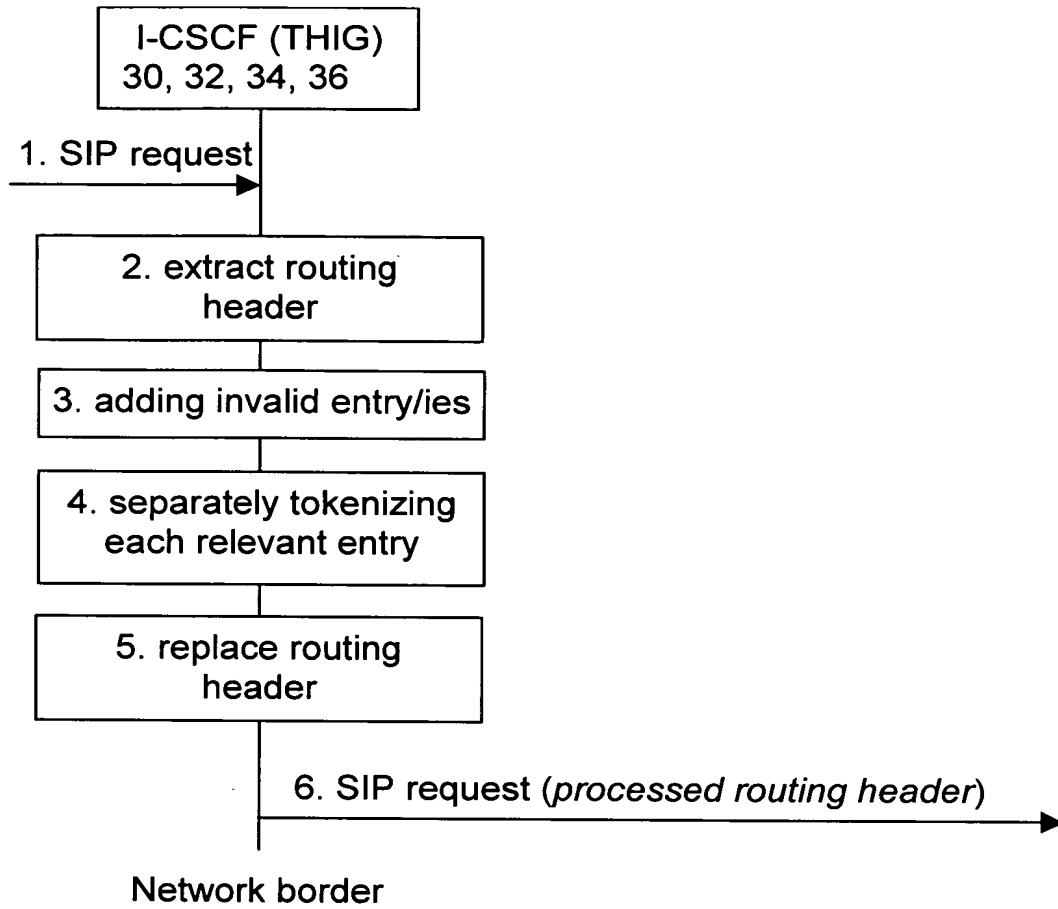 I-CSCF (THIG)
30, 32, 34, 36
1. SIP request
2. extract routing
header
3. adding invalid entry/ies
4. separately tokenizing
each relevant entry
5. replace routing
header
6. SIP request (processed routing header)
Network border